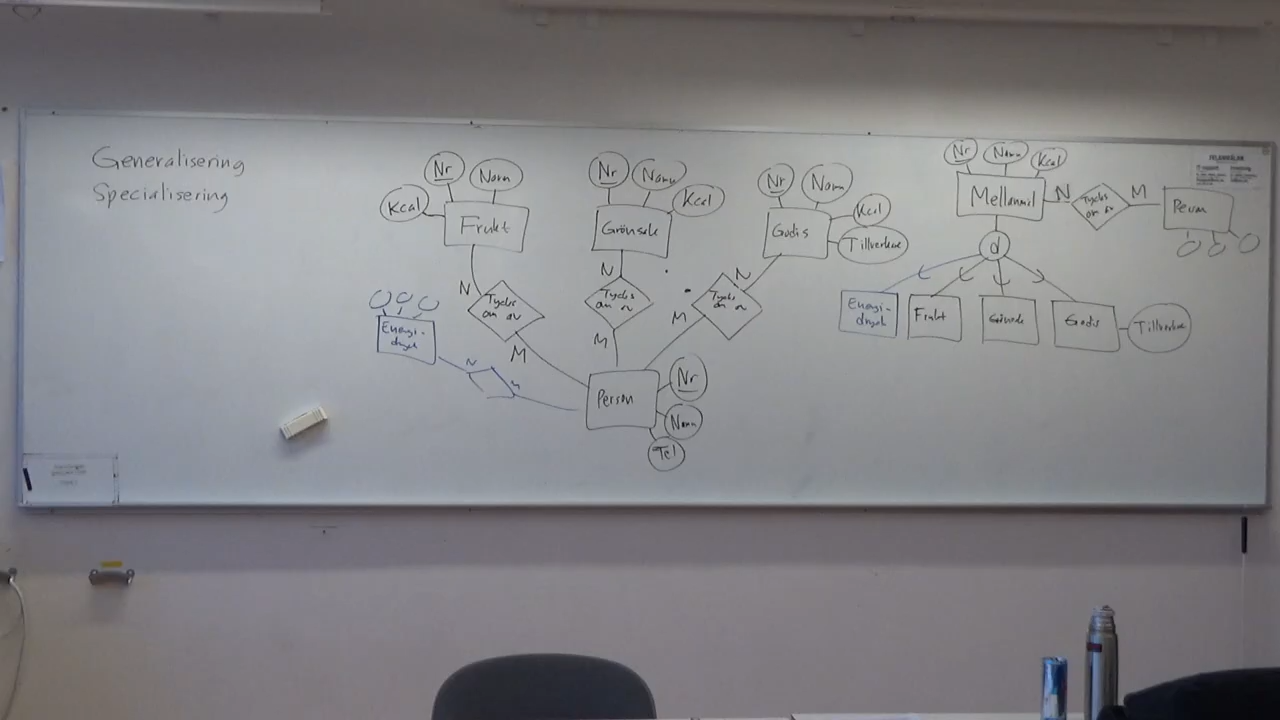 Generalisering
Specialisering
Nr
Namn
Kcal
Frukt
N
Tycks
om av
M
Energi-
dryck
N
M
Nr
Namn
Kcal
Grönsak
N
Tycks
om av
M
Nr
Namn
Kcal
Tillverkare
Godis
N
Tycks
om av
M
Person
Nr
Namn
Tel
Nr
Namn
Kcal
Mellanmål
N
Tycks
om av
M
Person
d
Energi-
dryck
Frukt
Grönsak
Godis
Tillverkare
FELANMÄLAN